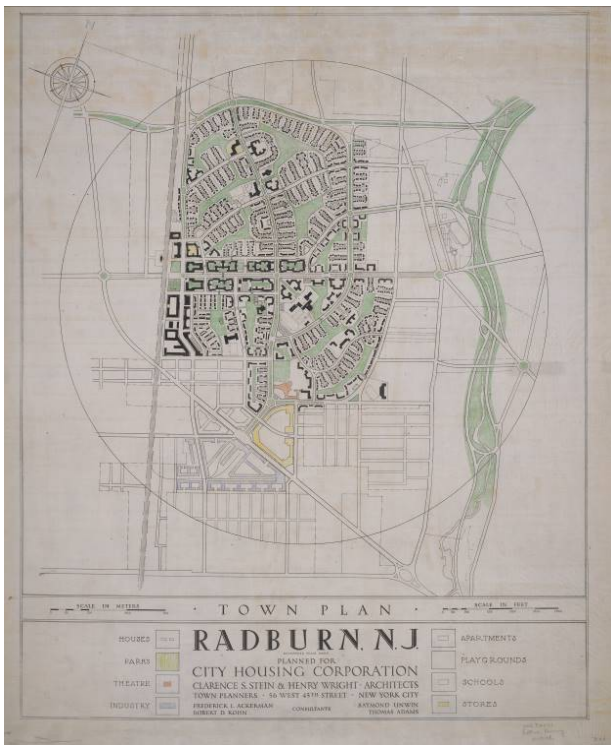 N
SCALE IN METERS
· TOWN PLAN ·
SCALE IN FEET
HOUSES
PARKS
THEATRE
INDUSTRY
RADBURN, N.J.
PLANNED FOR
CITY HOUSING CORPORATION
CLARENCE S. STEIN & HENRY WRIGHT · ARCHITECTS
TOWN PLANNERS · 56 WEST 45TH STREET · NEW YORK CITY
FREDERICK L. ACKERMAN
ROBERT D. KOHN
CONSULTANTS
RAYMOND UNWIN
THOMAS ADAMS
APARTMENTS
PLAYGROUNDS
SCHOOLS
STORES